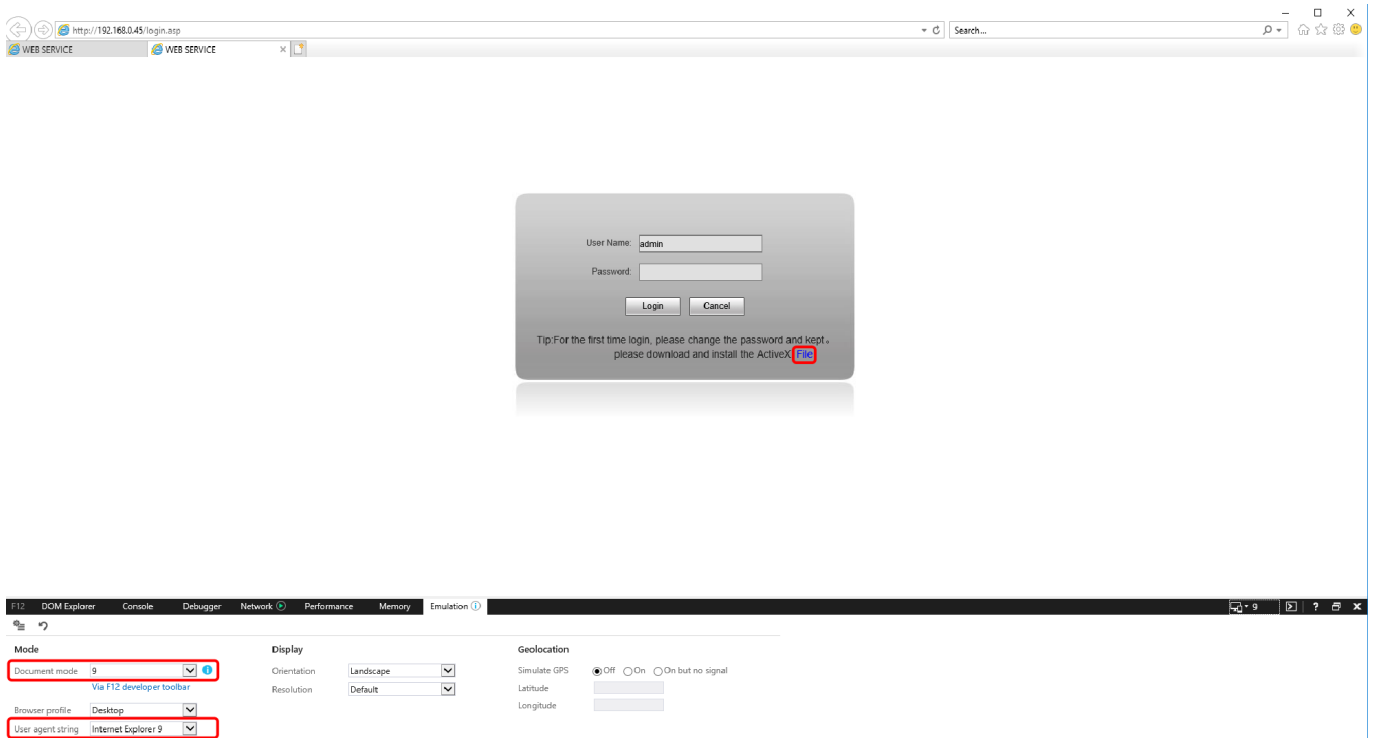 http://192.168.0.45/login.asp
Search...
WEB SERVICE
WEB SERVICE
User Name: admin
Password:
Login Cancel
Tip:For the first time login, please change the password and kept。
please download and install the ActiveX File
F12 DOM Explorer Console Debugger Network Performance Memory Emulation 9 ?
Mode Display Geolocation
Document mode 9 Orientation Landscape Simulate GPS Off On On but no signal
Via F12 developer toolbar Resolution Default Latitude
Longitude
Browser profile Desktop
User agent string Internet Explorer 9